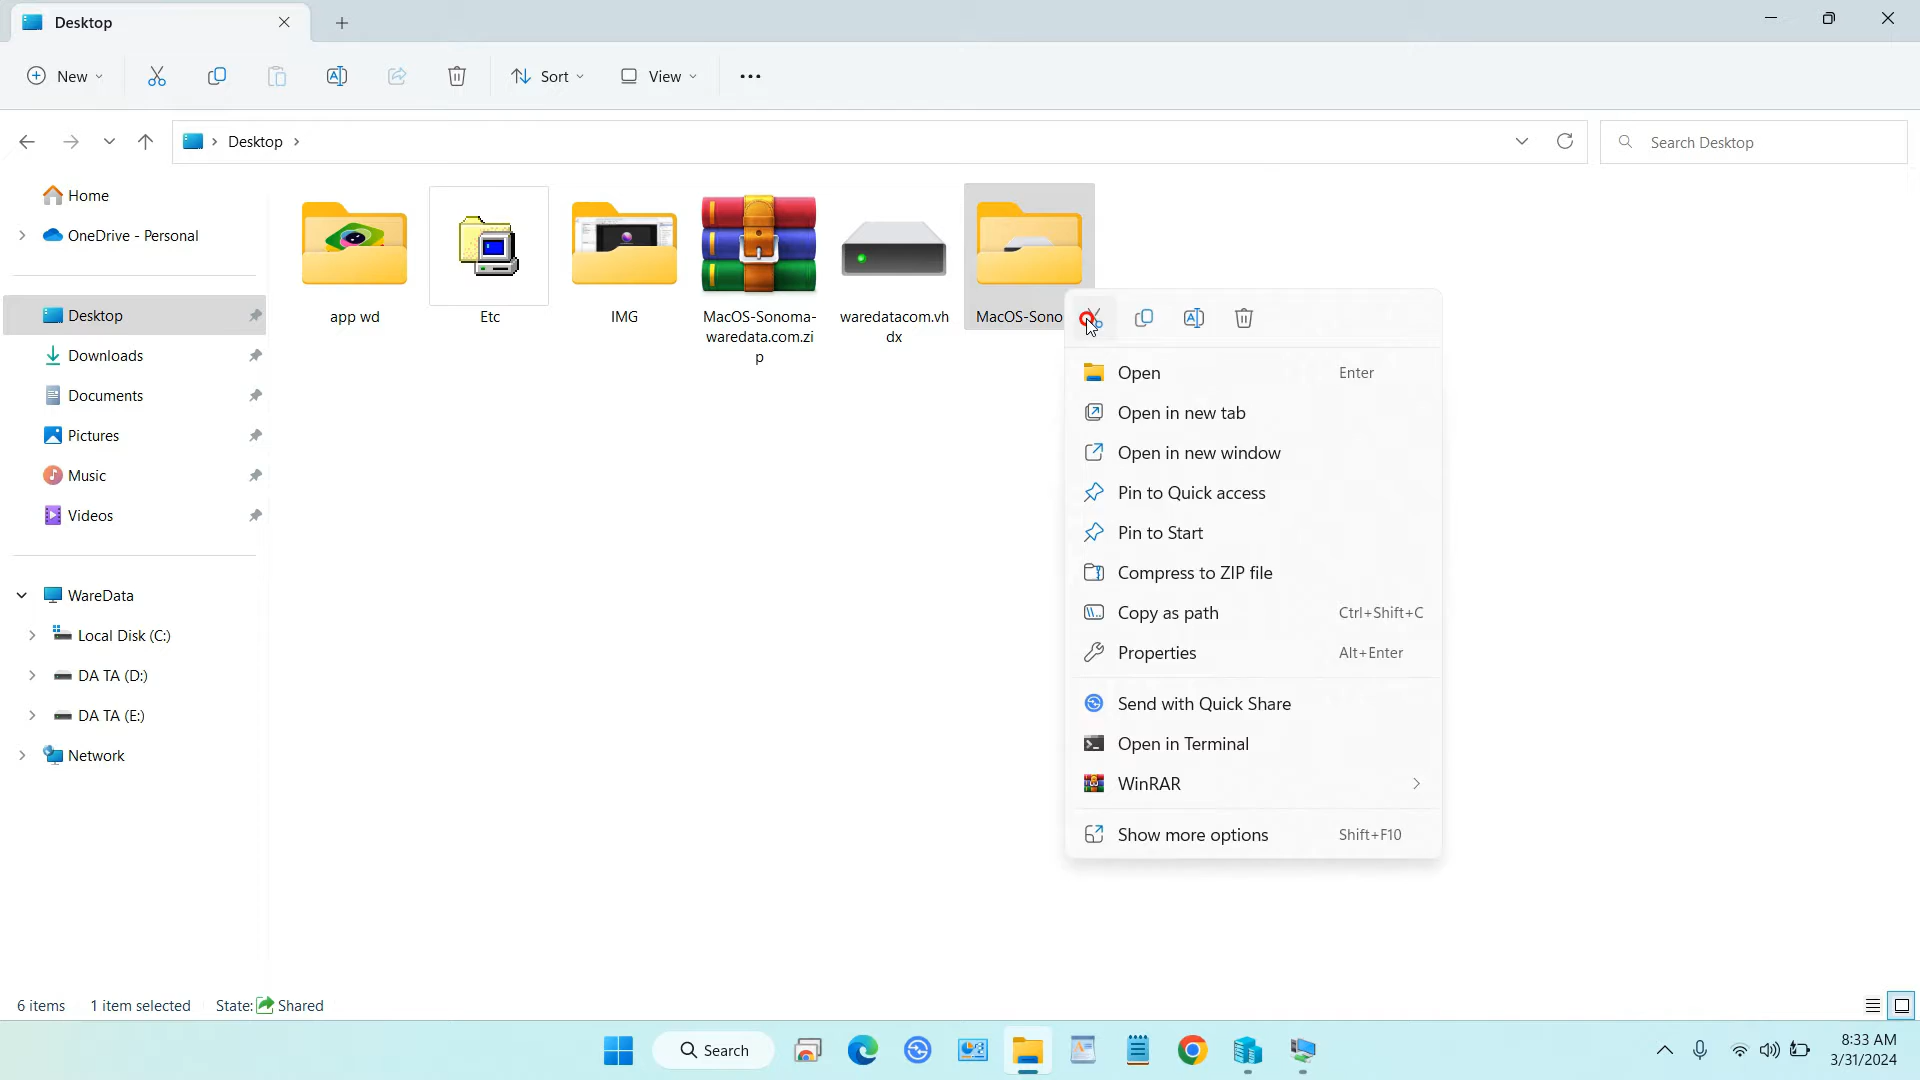 Desktop
New
Sort
View
Desktop
Search Desktop
Home
OneDrive - Personal
Desktop
Downloads
Documents
Pictures
Music
Videos
WareData
Local Disk (C:)
DA TA (D:)
DA TA (E:)
Network
app wd
Etc
IMG
MacOS-Sonoma-
waredata.com.zi
p
waredatacom.vh
dx
MacOS-Sono
Open Enter
Open in new tab
Open in new window
Pin to Quick access
Pin to Start
Compress to ZIP file
Copy as path Ctrl+Shift+C
Properties Alt+Enter
Send with Quick Share
Open in Terminal
WinRAR
Show more options Shift+F10
6 items 1 item selected State: Shared
Search
8:33 AM
3/31/2024